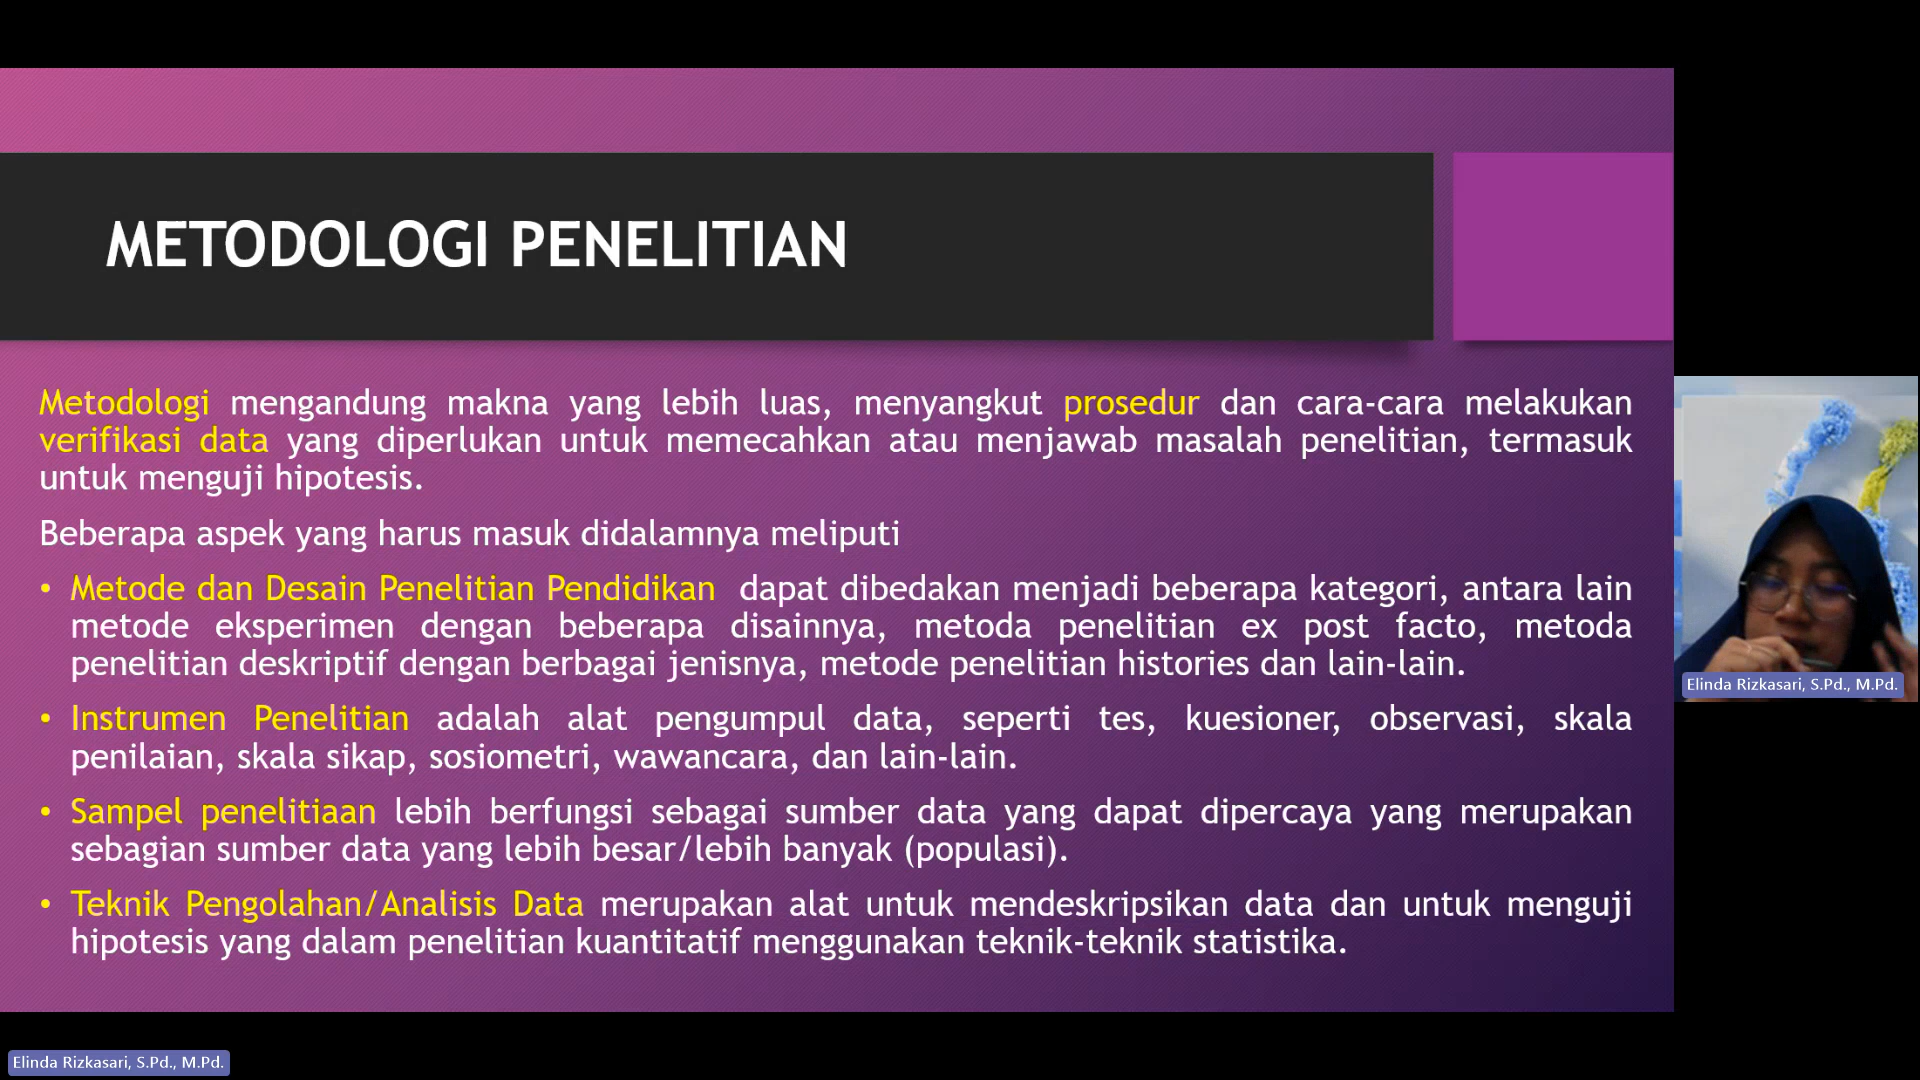 METODOLOGI PENELITIAN
Metodologi mengandung makna yang lebih luas, menyangkut prosedur dan cara-cara melakukan
verifikasi data yang diperlukan untuk memecahkan atau menjawab masalah penelitian, termasuk
untuk menguji hipotesis.
Beberapa aspek yang harus masuk didalamnya meliputi
• Metode dan Desain Penelitian Pendidikan dapat dibedakan menjadi beberapa kategori, antara lain
metode eksperimen dengan beberapa disainnya, metoda penelitian ex post facto, metoda
penelitian deskriptif dengan berbagai jenisnya, metode penelitian histories dan lain-lain.
• Instrumen Penelitian adalah alat pengumpul data, seperti tes, kuesioner, observasi, skala
penilaian, skala sikap, sosiometri, wawancara, dan lain-lain.
• Sampel penelitiaan lebih berfungsi sebagai sumber data yang dapat dipercaya yang merupakan
sebagian sumber data yang lebih besar/lebih banyak (populasi).
• Teknik Pengolahan/Analisis Data merupakan alat untuk mendeskripsikan data dan untuk menguji
hipotesis yang dalam penelitian kuantitatif menggunakan teknik-teknik statistika.
Elinda Rizkasari, S.Pd., M.Pd.
Elinda Rizkasari, S.Pd., M.Pd.